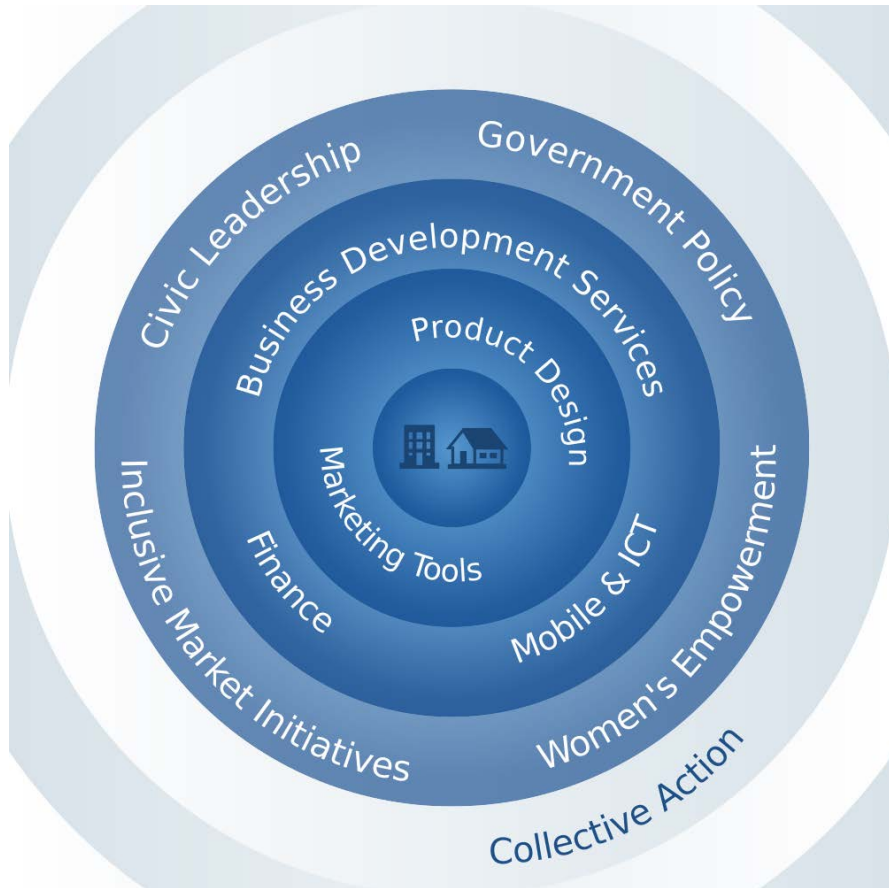 Civic Leadership
Government Policy
Business Development Services
Product Design
Marketing Tools
Finance
Mobile & ICT
Inclusive Market Initiatives
Women's Empowerment
Collective Action